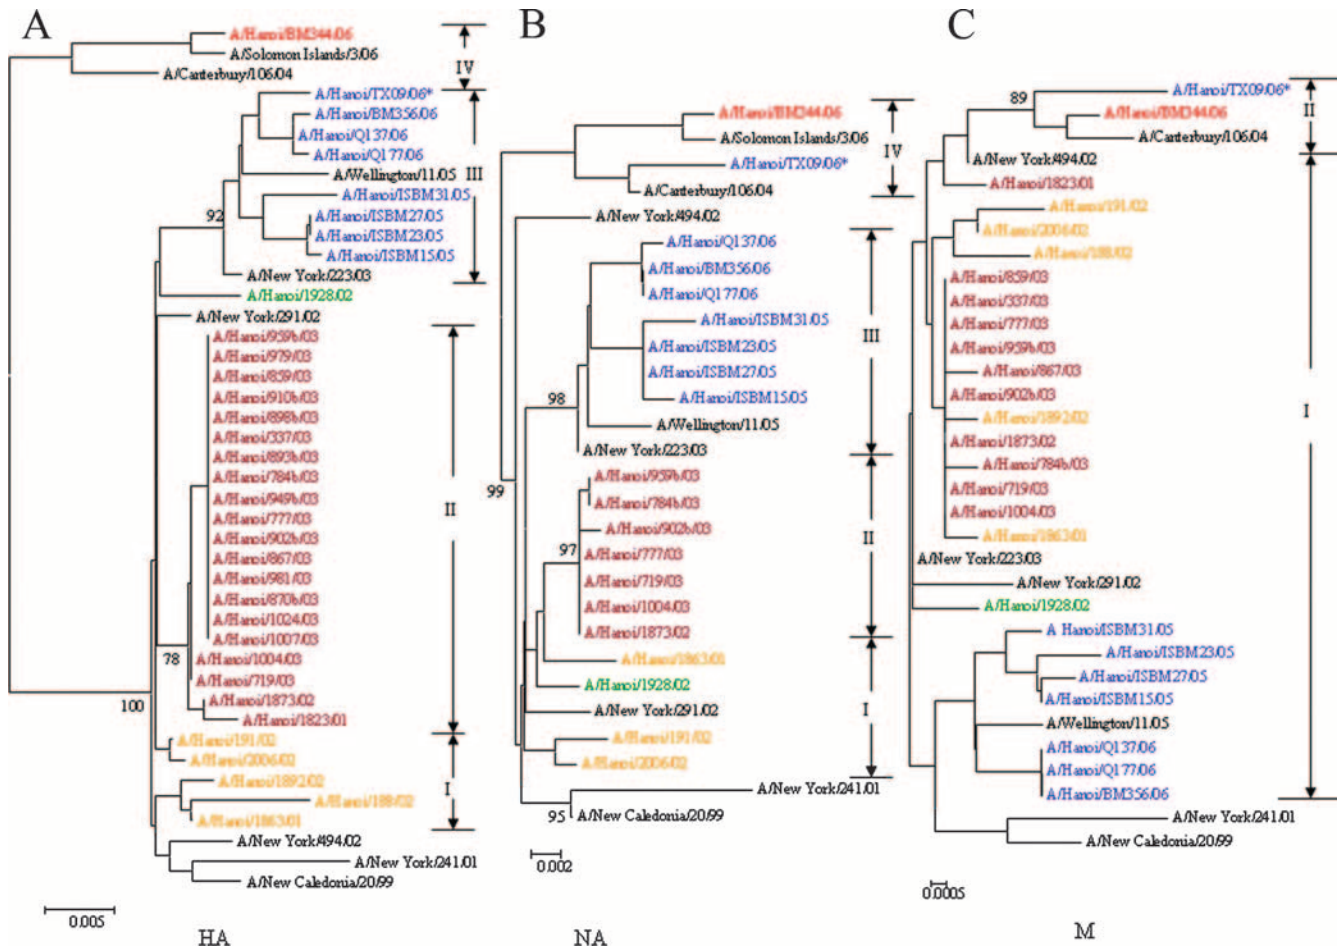 A
A/Hanoi/BM344/06
A/Solomon Islands/3/06
A/Canterbury/106/04
IV
A/Hanoi/TX09/06*
A/Hanoi/BM356/06
A/Hanoi/Q137/06
A/Hanoi/Q177/06
A/Wellington/11/05
III
A/Hanoi/ISBM31/05
92
A/Hanoi/ISBM27/05
A/Hanoi/ISBM23/05
A/Hanoi/ISBM15/05
A/New York/223/03
A/Hanoi/1928/02
A/New York/291/02
A/Hanoi/959b/03
A/Hanoi/979/03
A/Hanoi/859/03
A/Hanoi/910b/03
A/Hanoi/898b/03
A/Hanoi/337/03
A/Hanoi/893b/03
A/Hanoi/784b/03
A/Hanoi/949b/03
II
A/Hanoi/777/03
A/Hanoi/902b/03
A/Hanoi/867/03
A/Hanoi/981/03
A/Hanoi/870b/03
A/Hanoi/1024/03
A/Hanoi/1007/03
78
A/Hanoi/1004/03
A/Hanoi/719/03
A/Hanoi/1873/02
100
A/Hanoi/1823/01
A/Hanoi/191/02
A/Hanoi/2006/02
A/Hanoi/1892/02
I
A/Hanoi/188/02
A/Hanoi/1863/01
A/New York/494/02
A/New York/241/01
A/New Caledonia/20/99
0.005
HA
B
A/Hanoi/BM344/06
A/Solomon Islands/3/06
IV
A/Hanoi/TX09/06*
A/Canterbury/106/04
A/New York/494/02
A/Hanoi/Q137/06
A/Hanoi/BM356/06
A/Hanoi/Q177/06
A/Hanoi/ISBM31/05
III
A/Hanoi/ISBM23/05
A/Hanoi/ISBM27/05
98
A/Hanoi/ISBM15/05
A/Wellington/11/05
A/New York/223/03
A/Hanoi/959b/03
99
A/Hanoi/784b/03
A/Hanoi/902b/03
II
97
A/Hanoi/777/03
A/Hanoi/719/03
A/Hanoi/1004/03
A/Hanoi/1873/02
A/Hanoi/1863/01
A/Hanoi/1928/02
I
A/New York/291/02
A/Hanoi/191/02
A/Hanoi/2006/02
A/New York/241/01
95
A/New Caledonia/20/99
0.002
NA
C
A/Hanoi/TX09/06*
89
II
A/Hanoi/BM344/06
A/Canterbury/106/04
A/New York/494/02
A/Hanoi/1823/01
A/Hanoi/191/02
A/Hanoi/2006/02
A/Hanoi/188/02
A/Hanoi/859/03
A/Hanoi/337/03
A/Hanoi/777/03
A/Hanoi/959b/03
A/Hanoi/867/03
A/Hanoi/902b/03
I
A/Hanoi/1892/02
A/Hanoi/1873/02
A/Hanoi/784b/03
A/Hanoi/719/03
A/Hanoi/1004/03
A/Hanoi/1863/01
A/New York/223/03
A/New York/291/02
A/Hanoi/1928/02
A Hanoi/ISBM31/05
A/Hanoi/ISBM23/05
A/Hanoi/ISBM27/05
A/Hanoi/ISBM15/05
A/Wellington/11/05
A/Hanoi/Q137/06
A/Hanoi/Q177/06
A/Hanoi/BM356/06
A/New York/241/01
A/New Caledonia/20/99
0.0005
M